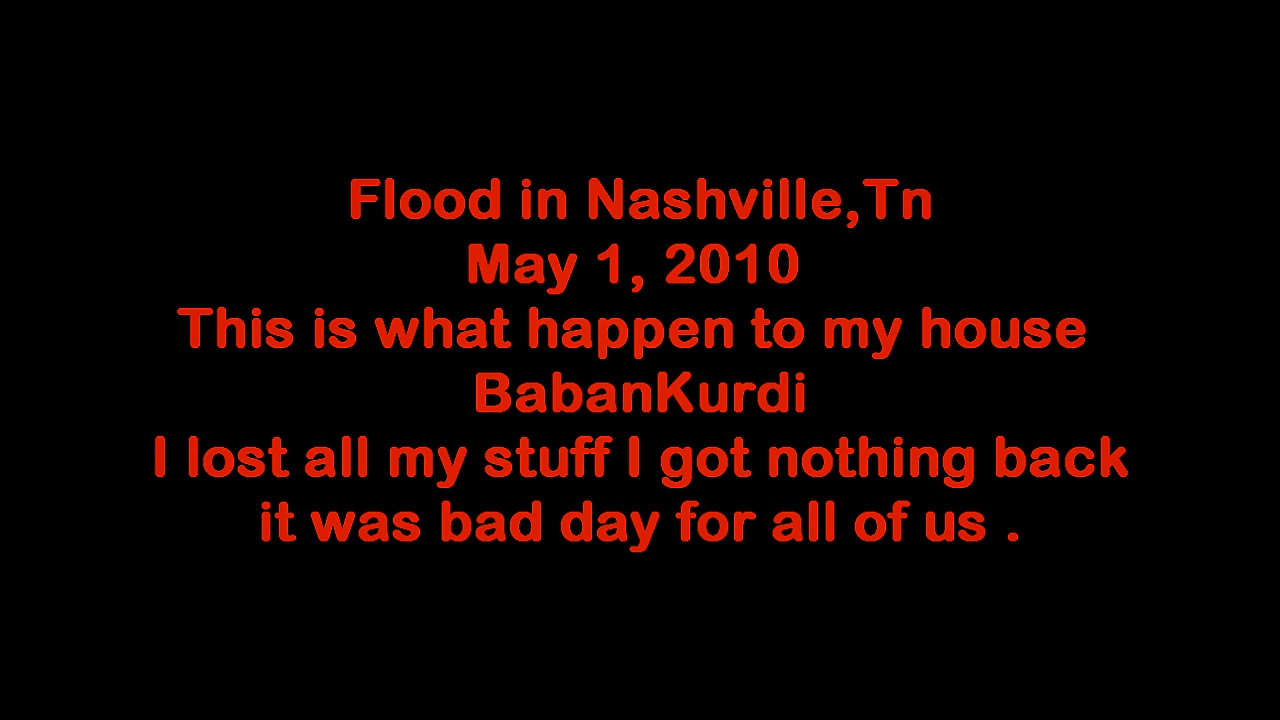 Flood in Nashville,Tn
May 1, 2010
This is what happen to my house
BabanKurdi
I lost all my stuff I got nothing back
it was bad day for all of us .